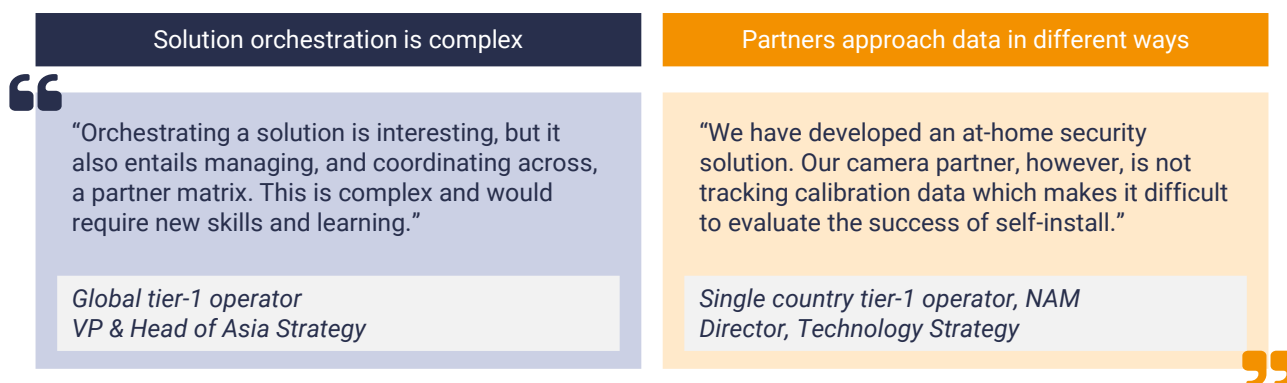 Solution orchestration is complex
“Orchestrating a solution is interesting, but it
also entails managing, and coordinating across,
a partner matrix. This is complex and would
require new skills and learning.”
Global tier-1 operator
VP & Head of Asia Strategy
Partners approach data in different ways
“We have developed an at-home security
solution. Our camera partner, however, is not
tracking calibration data which makes it difficult
to evaluate the success of self-install.”
Single country tier-1 operator, NAM
Director, Technology Strategy